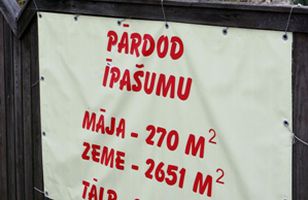 PĀRDOD
ĪPAŠUMU
MĀJA - 270 M²
ZEME - 2651 M²